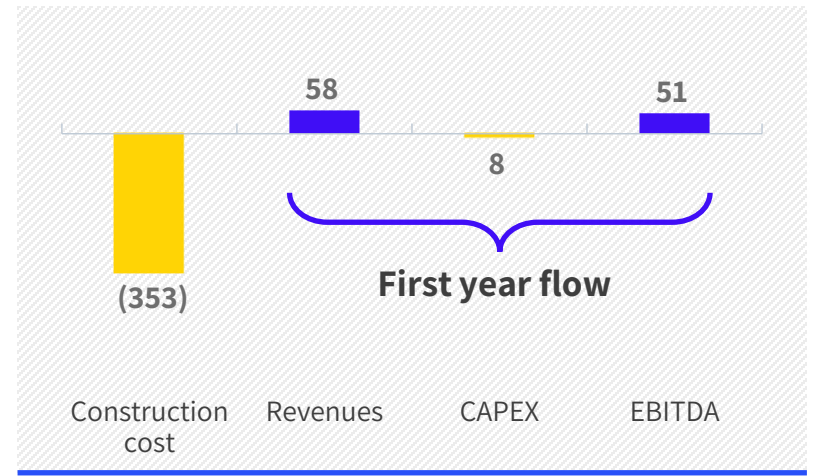 58
51
8
First year flow
(353)
Construction
cost
Revenues
CAPEX
EBITDA